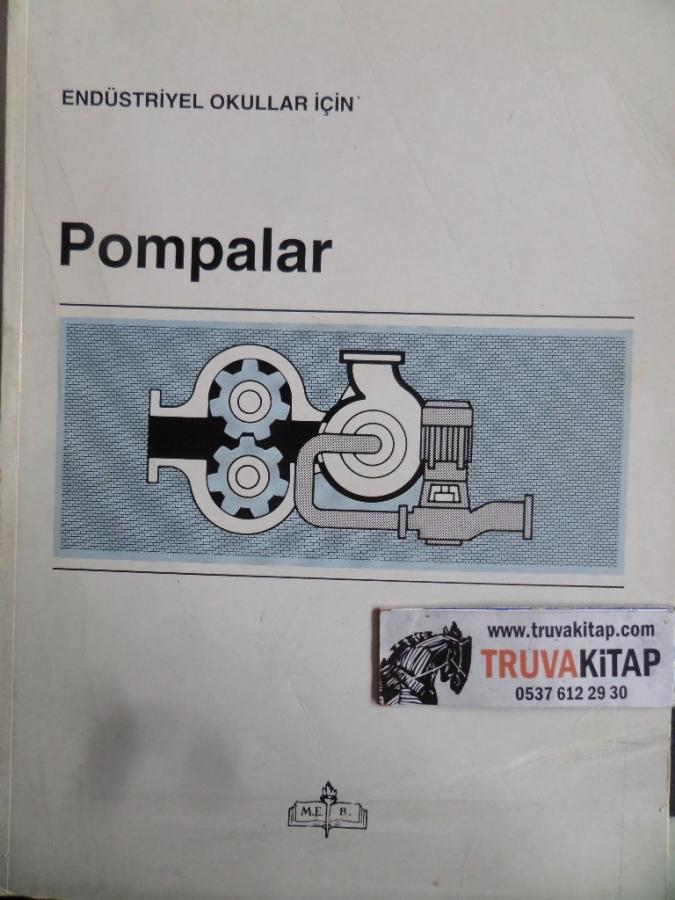 ENDÜSTRİYEL OKULLAR İÇİN
Pompalar
www.truvakitap.com
TRUVAKİTAP
0537 612 29 30
M.E. B.